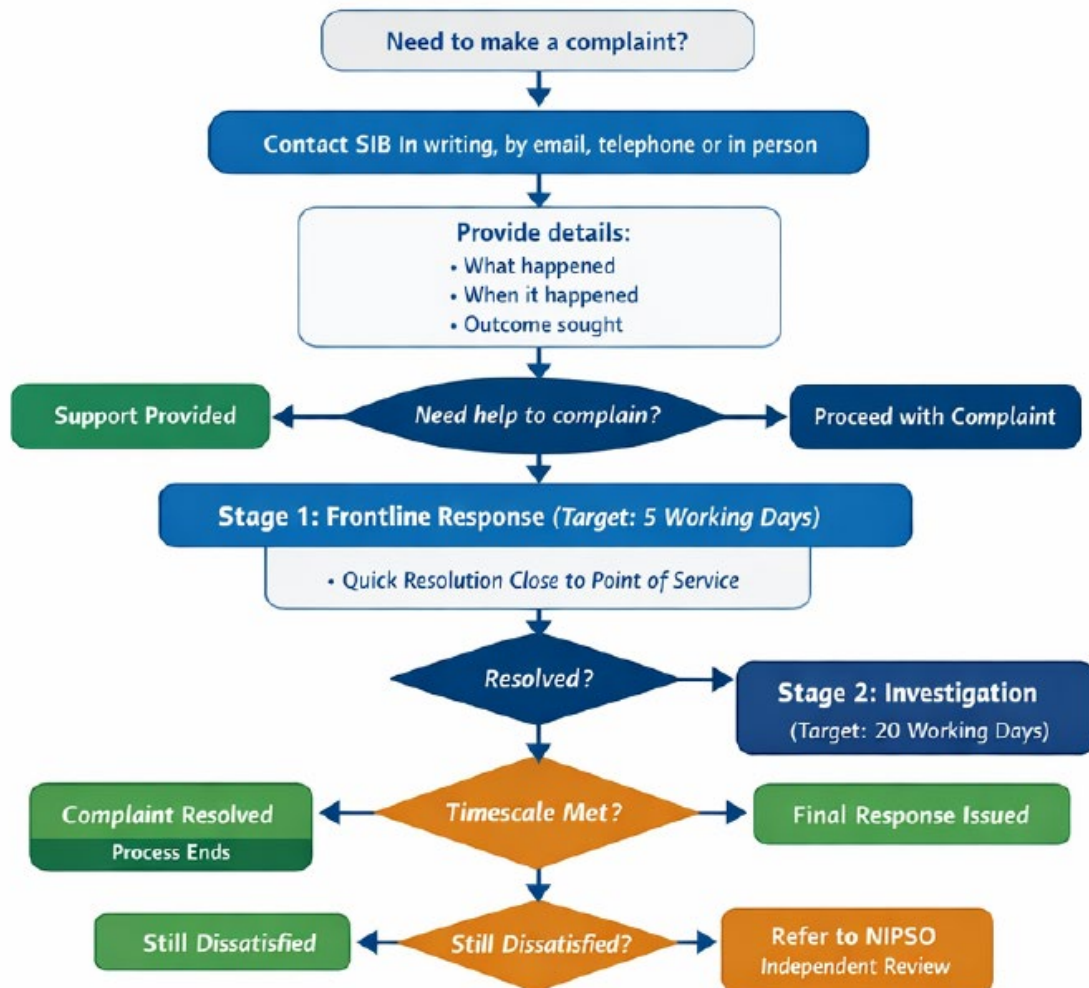 Need to make a complaint?
Contact SIB In writing, by email, telephone or in person
Provide details:
• What happened
• When it happened
• Outcome sought
Support Provided
Need help to complain?
Proceed with Complaint
Stage 1: Frontline Response (Target: 5 Working Days)
• Quick Resolution Close to Point of Service
Resolved?
Stage 2: Investigation
(Target: 20 Working Days)
Complaint Resolved
Process Ends
Timescale Met?
Final Response Issued
Still Dissatisfied
Still Dissatisfied?
Refer to NIPSO
Independent Review